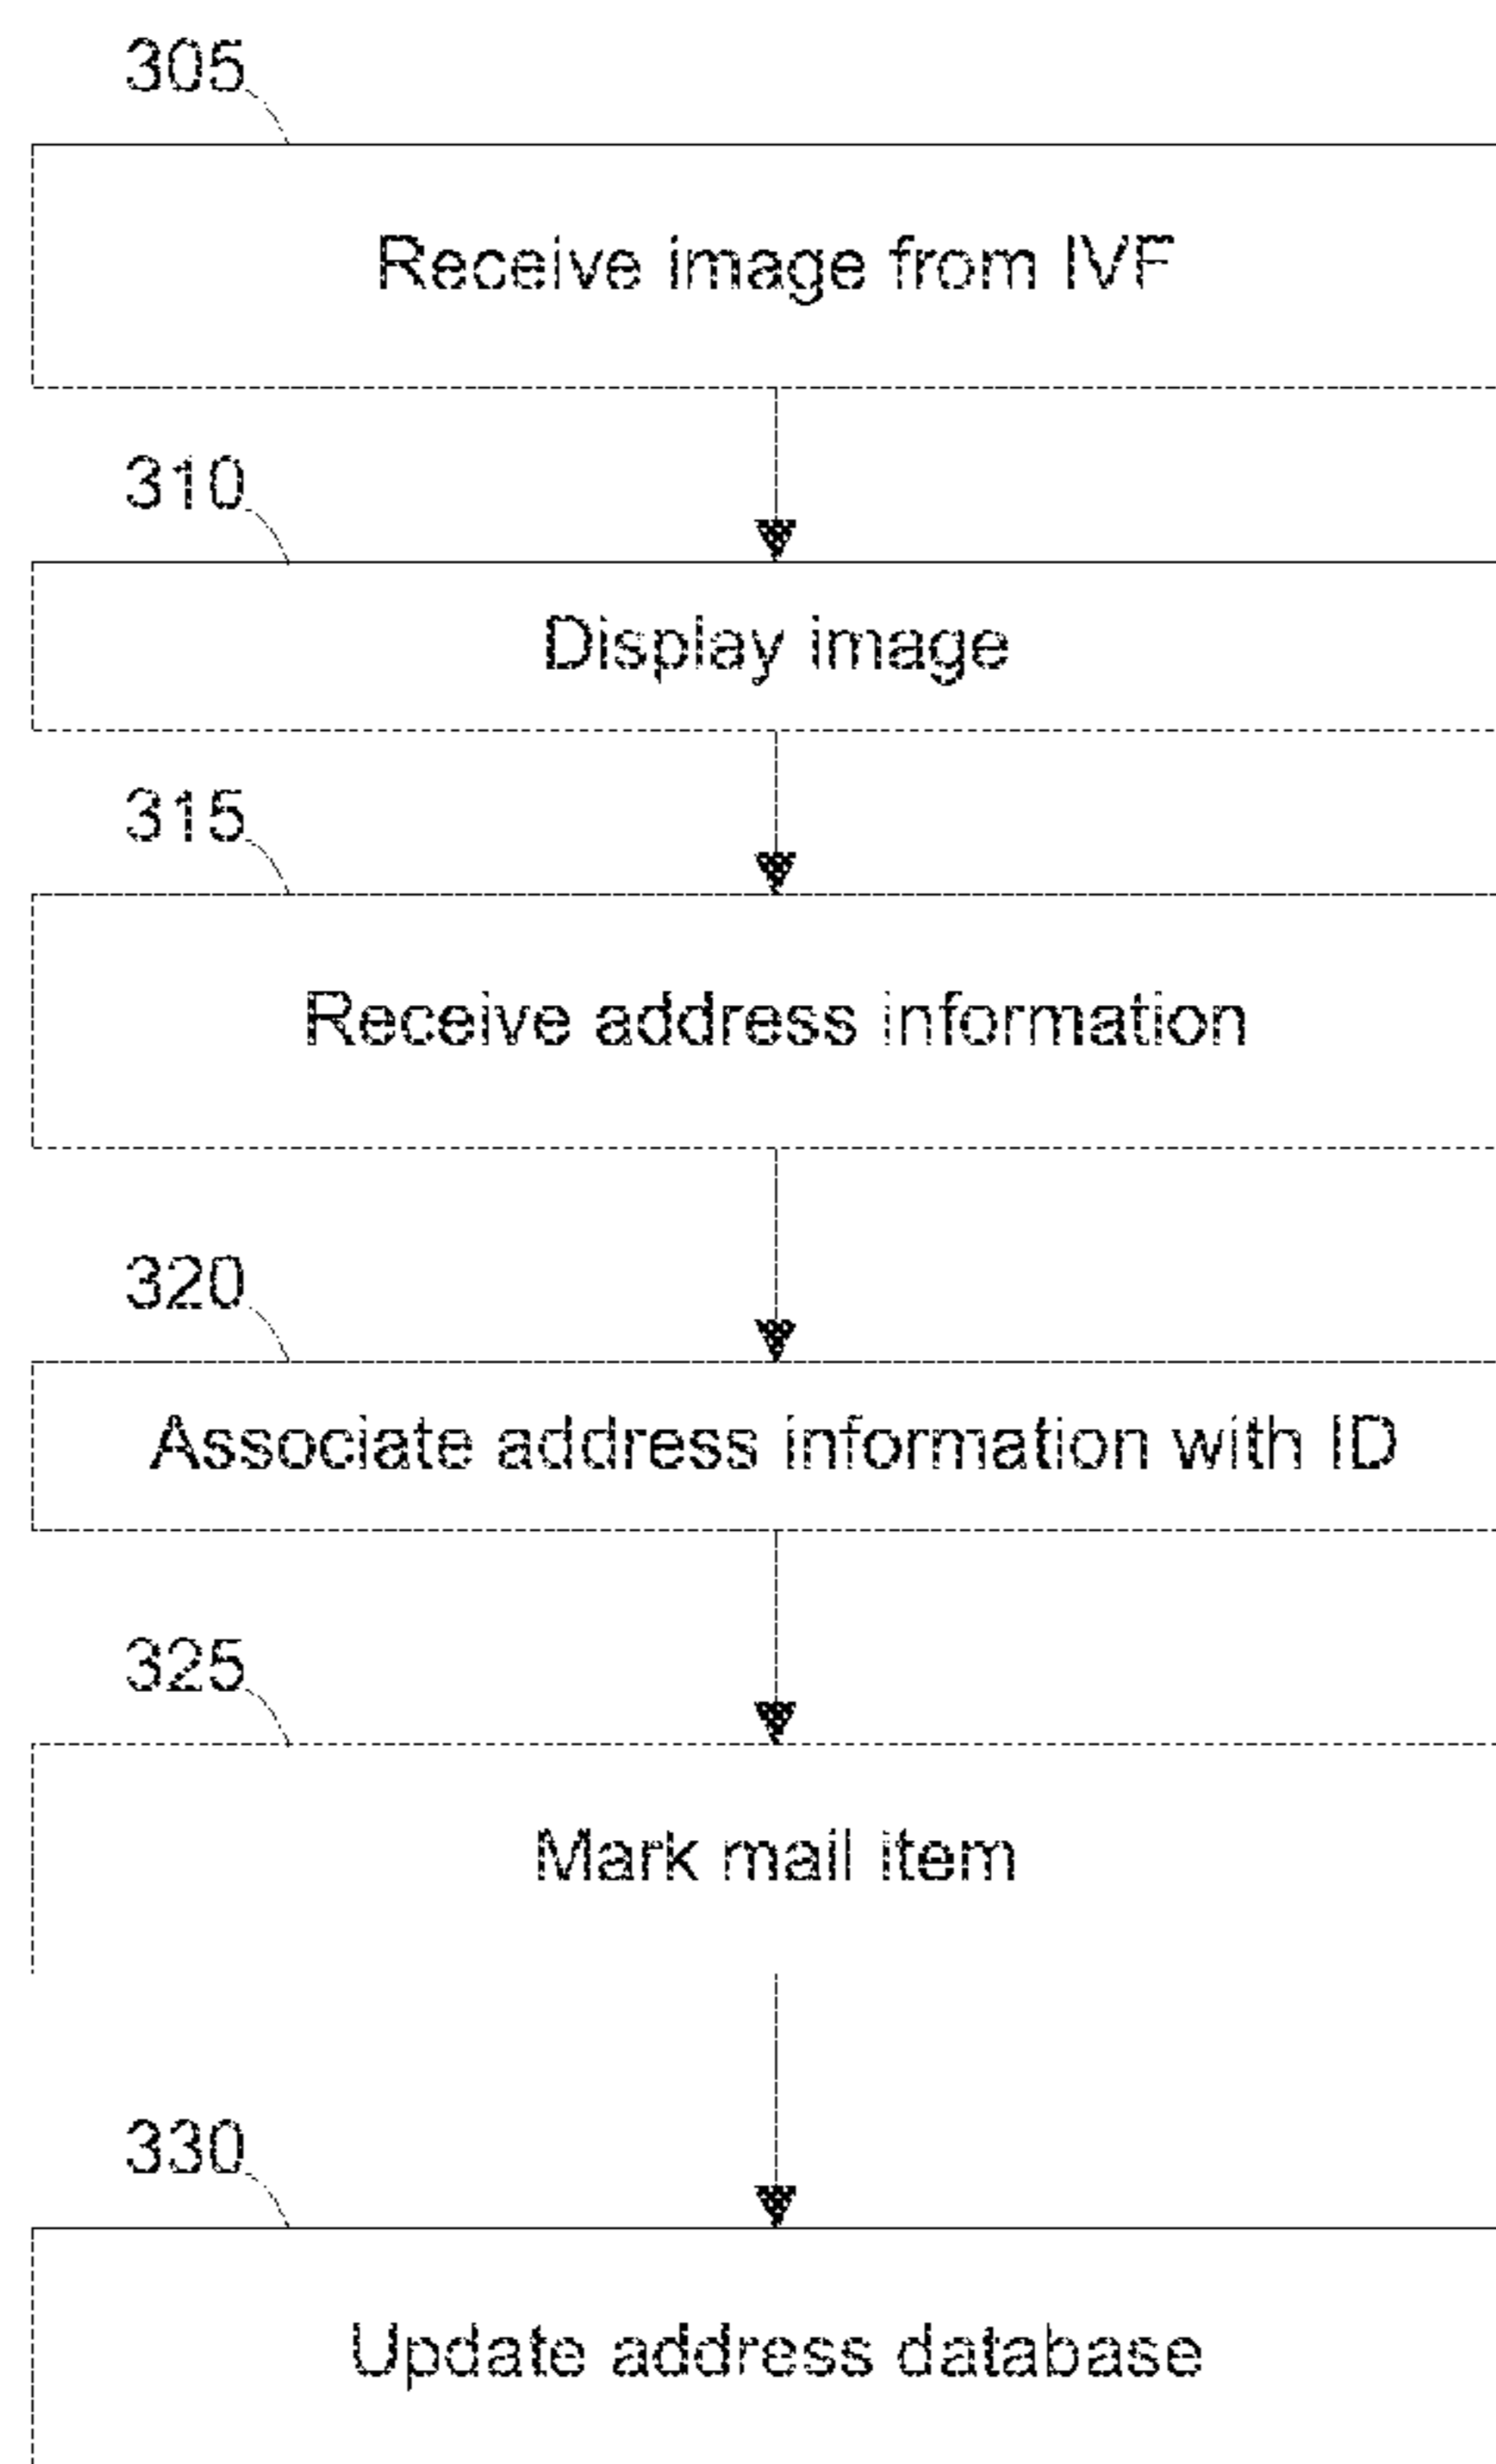 305
Receive image from IVF
310
Display image
315
Receive address information
320
Associate address information with ID
325
Mark mail item
330
Update address database